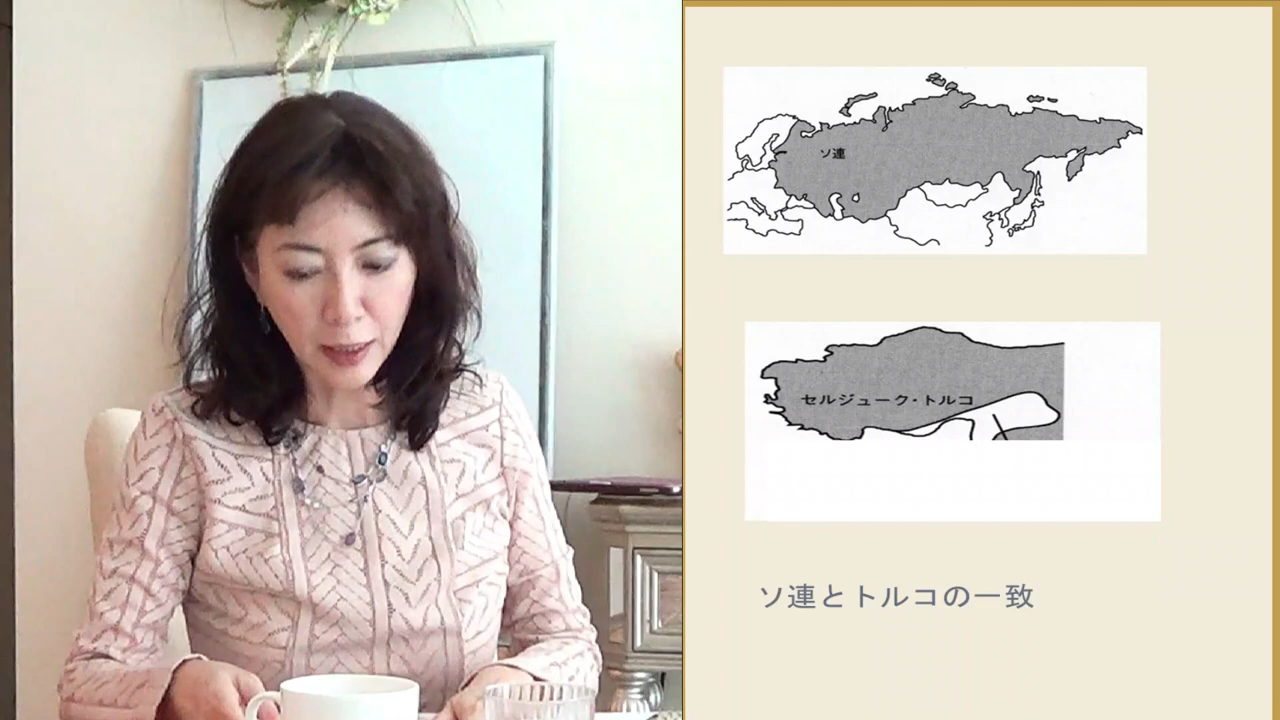 ソ連
セルジューク・トルコ
ソ連とトルコの一致